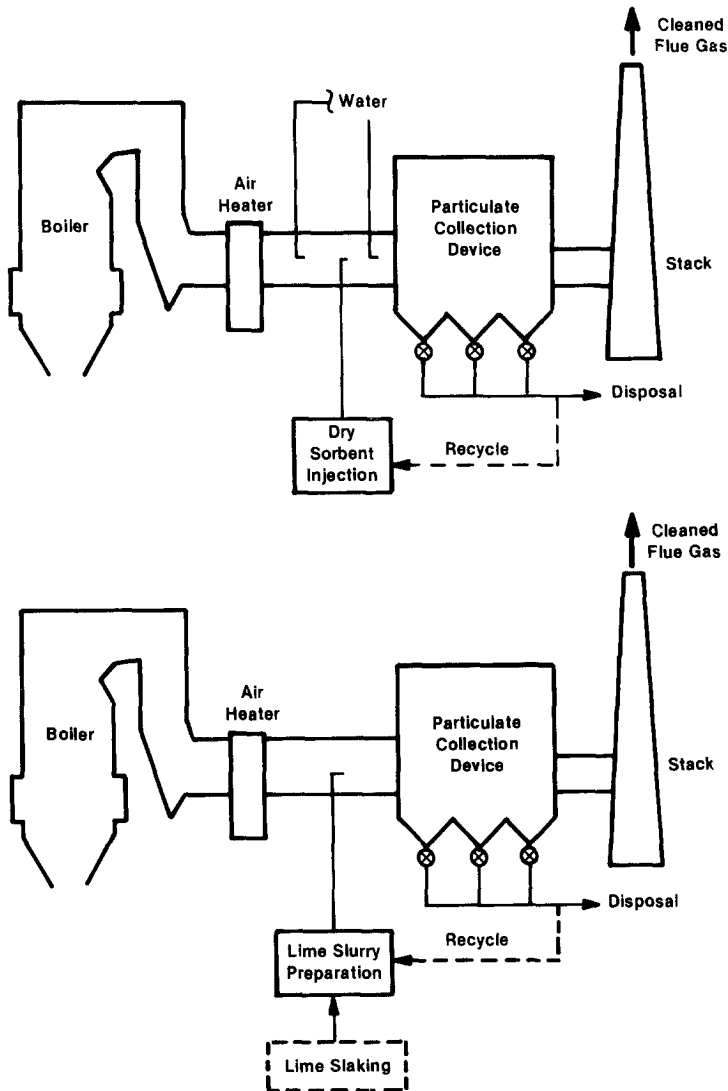 Cleaned
Flue Gas
Water
Air
Heater
Boiler
Particulate
Collection
Device
Stack
Disposal
Dry
Sorbent
Injection
Recycle
Cleaned
Flue Gas
Air
Heater
Boiler
Particulate
Collection
Device
Stack
Disposal
Recycle
Lime Slurry
Preparation
Lime Slaking